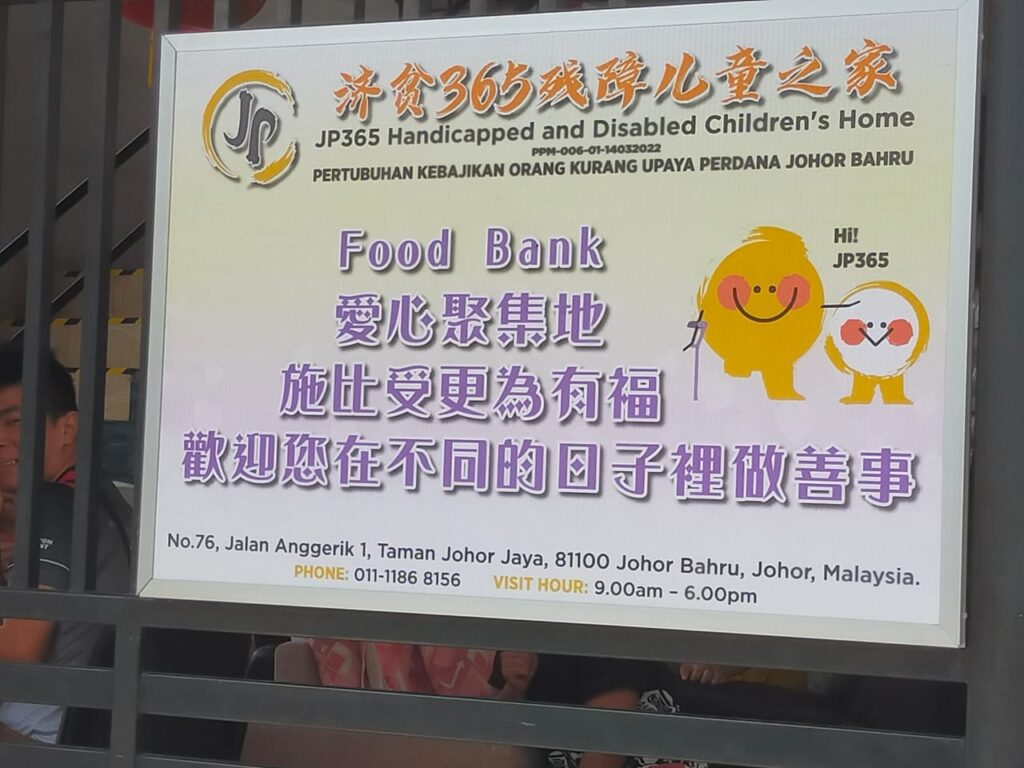 JP
济贫365残障儿童之家
JP365 Handicapped and Disabled Children's Home
PPM-006-01-14032022
PERTUBUHAN KEBAJIKAN ORANG KURANG UPAYA PERDANA JOHOR BAHRU
Food Bank
愛心聚集地
施比受更為有福
歡迎您在不同的日子裡做善事
Hi!
JP365
No.76, Jalan Anggerik 1, Taman Johor Jaya, 81100 Johor Bahru, Johor, Malaysia.
PHONE: 011-1186 8156 VISIT HOUR: 9.00am – 6.00pm